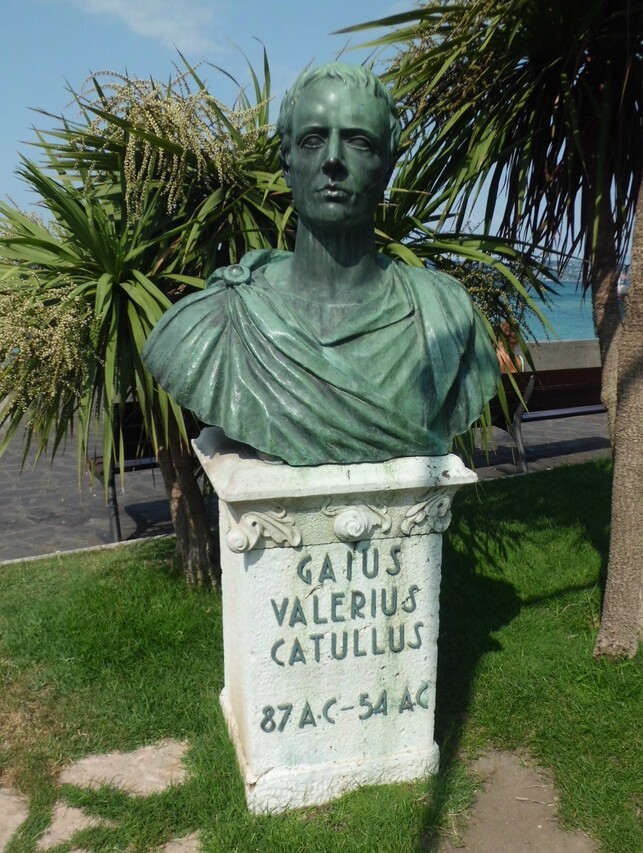 GAIUS
VALERIUS
CATULLUS
87 A.C - 54 A.C